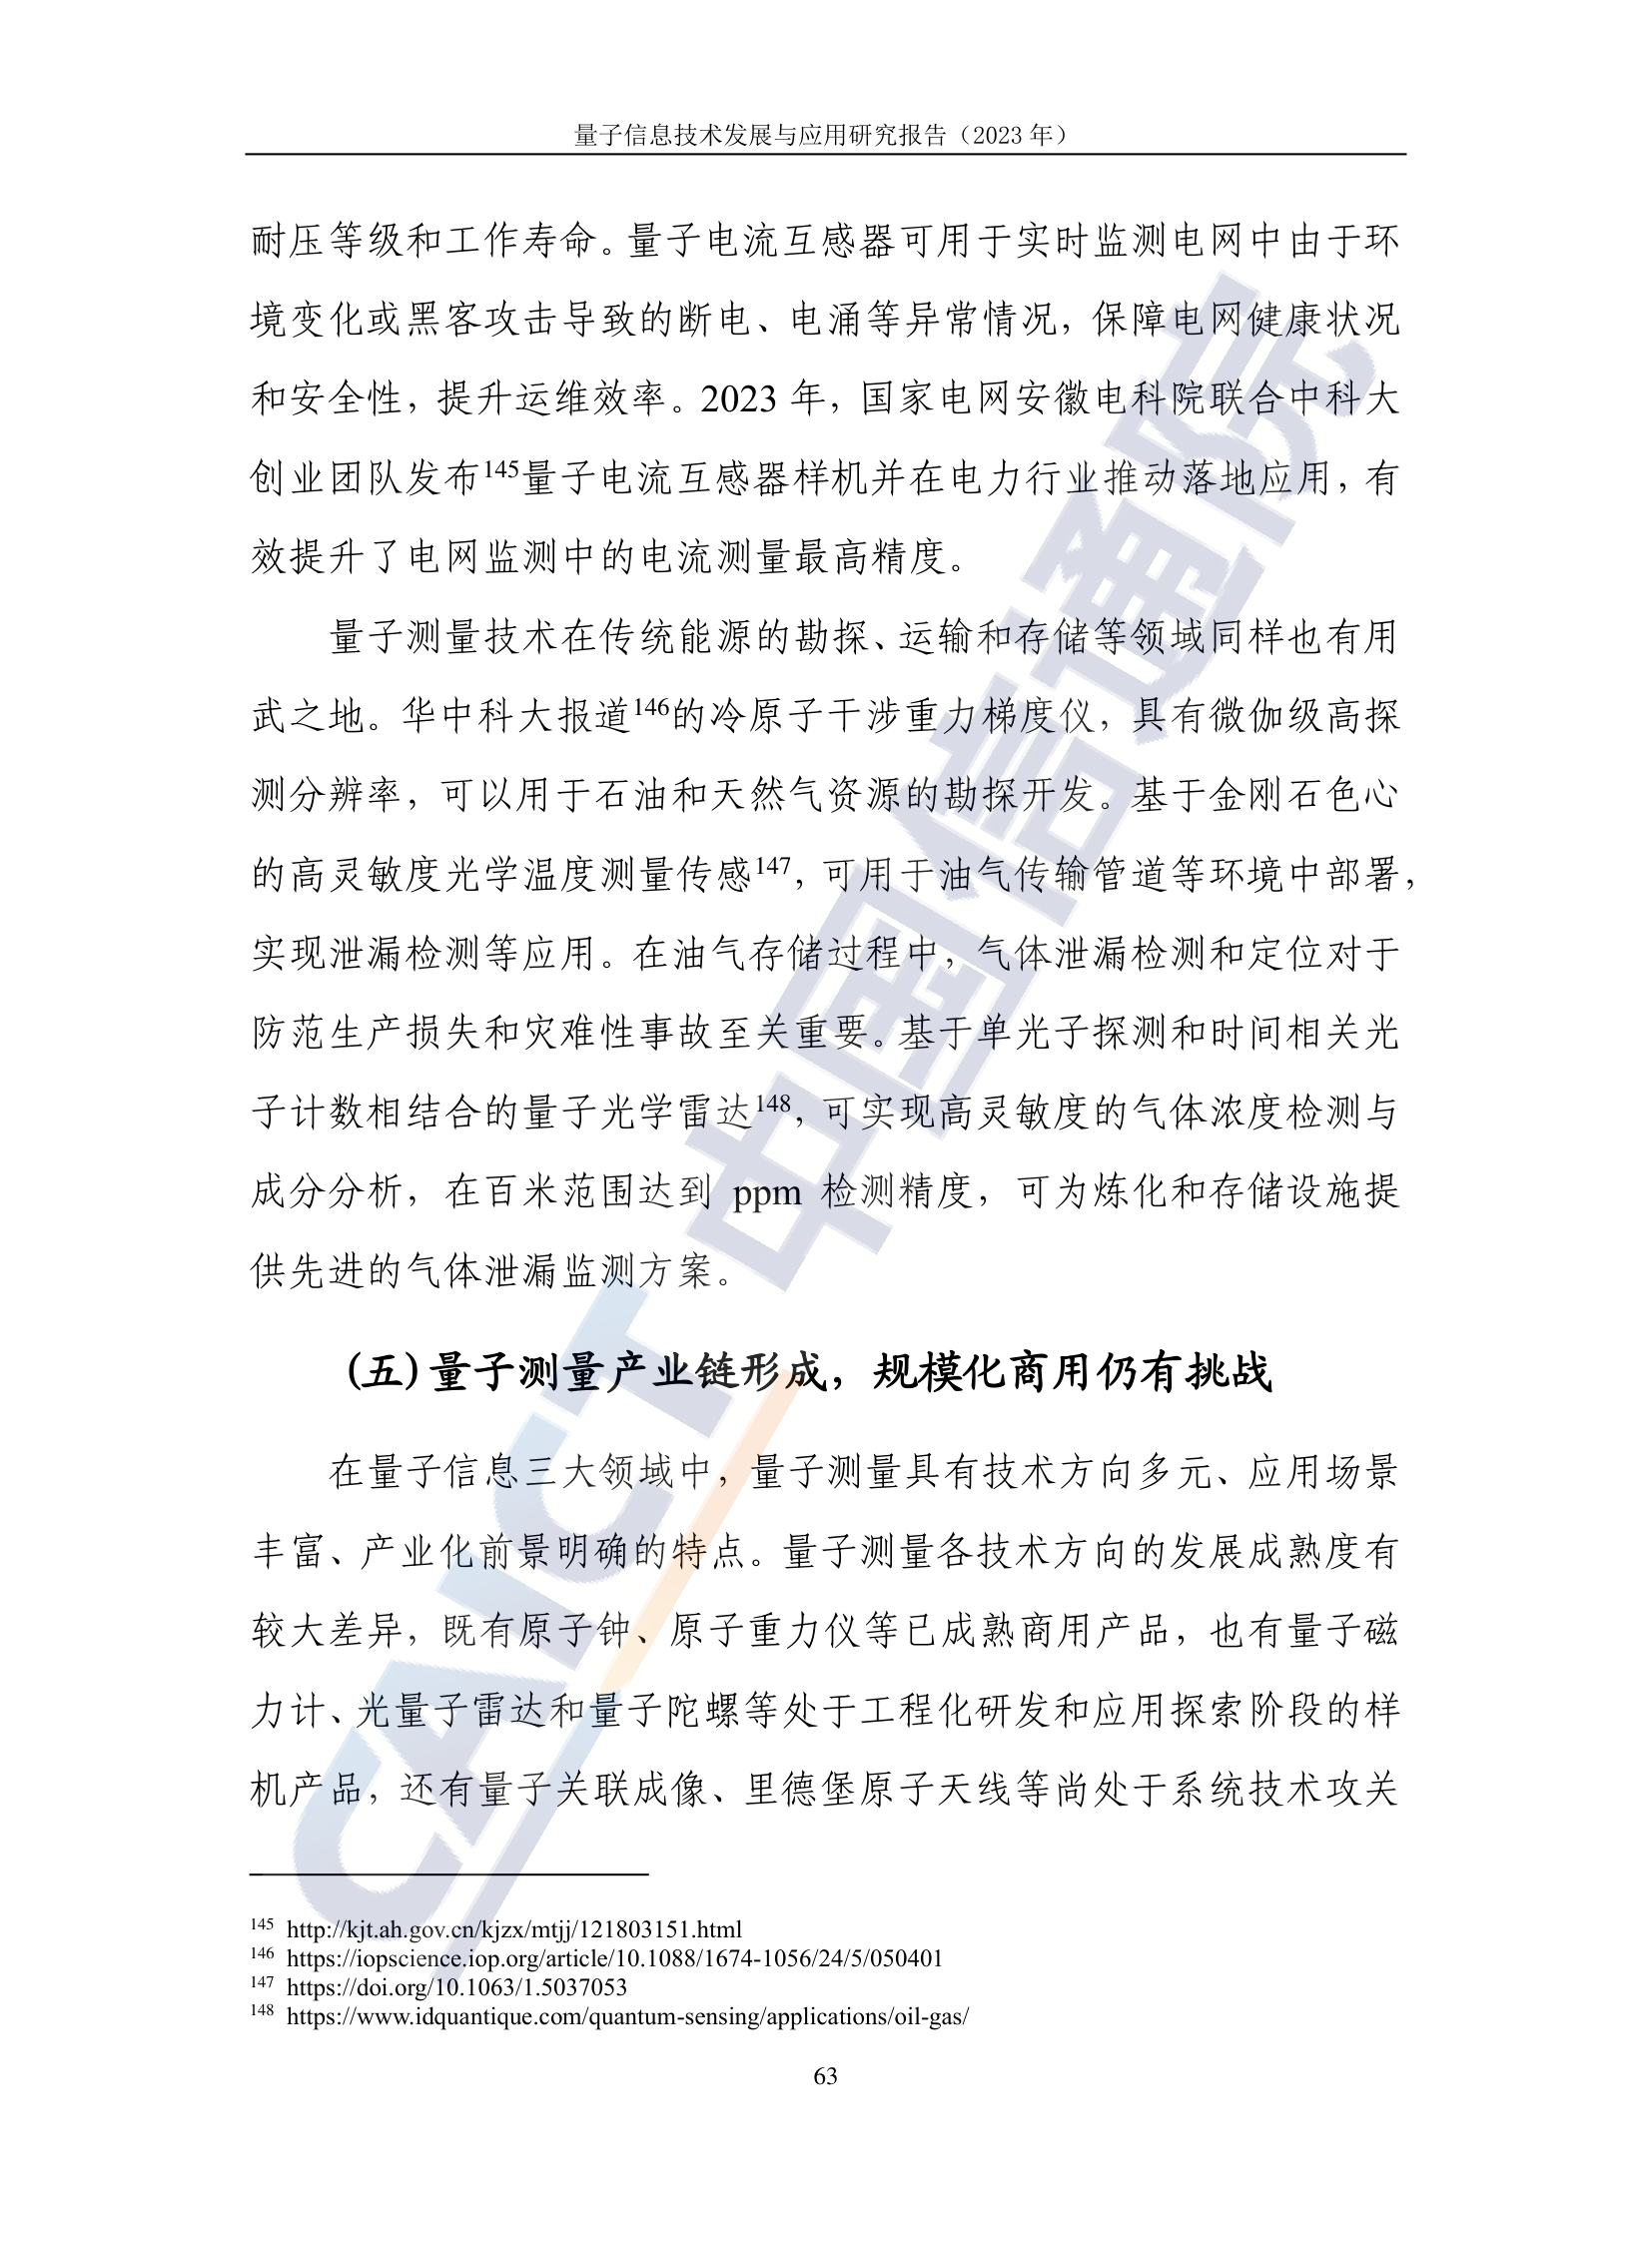 量子信息技术发展与应用研究报告（2023 年）
耐压等级和工作寿命。量子电流互感器可用于实时监测电网中由于环
境变化或黑客攻击导致的断电、电涌等异常情况，保障电网健康状况
和安全性，提升运维效率。2023 年，国家电网安徽电科院联合中科大
创业团队发布145量子电流互感器样机并在电力行业推动落地应用，有
效提升了电网监测中的电流测量最高精度。
量子测量技术在传统能源的勘探、运输和存储等领域同样也有用
武之地。华中科大报道146的冷原子干涉重力梯度仪，具有微伽级高探
测分辨率，可以用于石油和天然气资源的勘探开发。基于金刚石色心
的高灵敏度光学温度测量传感147，可用于油气传输管道等环境中部署，
实现泄漏检测等应用。在油气存储过程中，气体泄漏检测和定位对于
防范生产损失和灾难性事故至关重要。基于单光子探测和时间相关光
子计数相结合的量子光学雷达148，可实现高灵敏度的气体浓度检测与
成分分析，在百米范围达到 ppm 检测精度，可为炼化和存储设施提
供先进的气体泄漏监测方案。
(五)量子测量产业链形成，规模化商用仍有挑战
在量子信息三大领域中，量子测量具有技术方向多元、应用场景
丰富、产业化前景明确的特点。量子测量各技术方向的发展成熟度有
较大差异，既有原子钟、原子重力仪等已成熟商用产品，也有量子磁
力计、光量子雷达和量子陀螺等处于工程化研发和应用探索阶段的样
机产品，还有量子关联成像、里德堡原子天线等尚处于系统技术攻关
145 http://kjt.ah.gov.cn/kjzx/mtjj/121803151.html
146 https://iopscience.iop.org/article/10.1088/1674-1056/24/5/050401
147 https://doi.org/10.1063/1.5037053
148 https://www.idquantique.com/quantum-sensing/applications/oil-gas/
63
CAICT 中国信通院